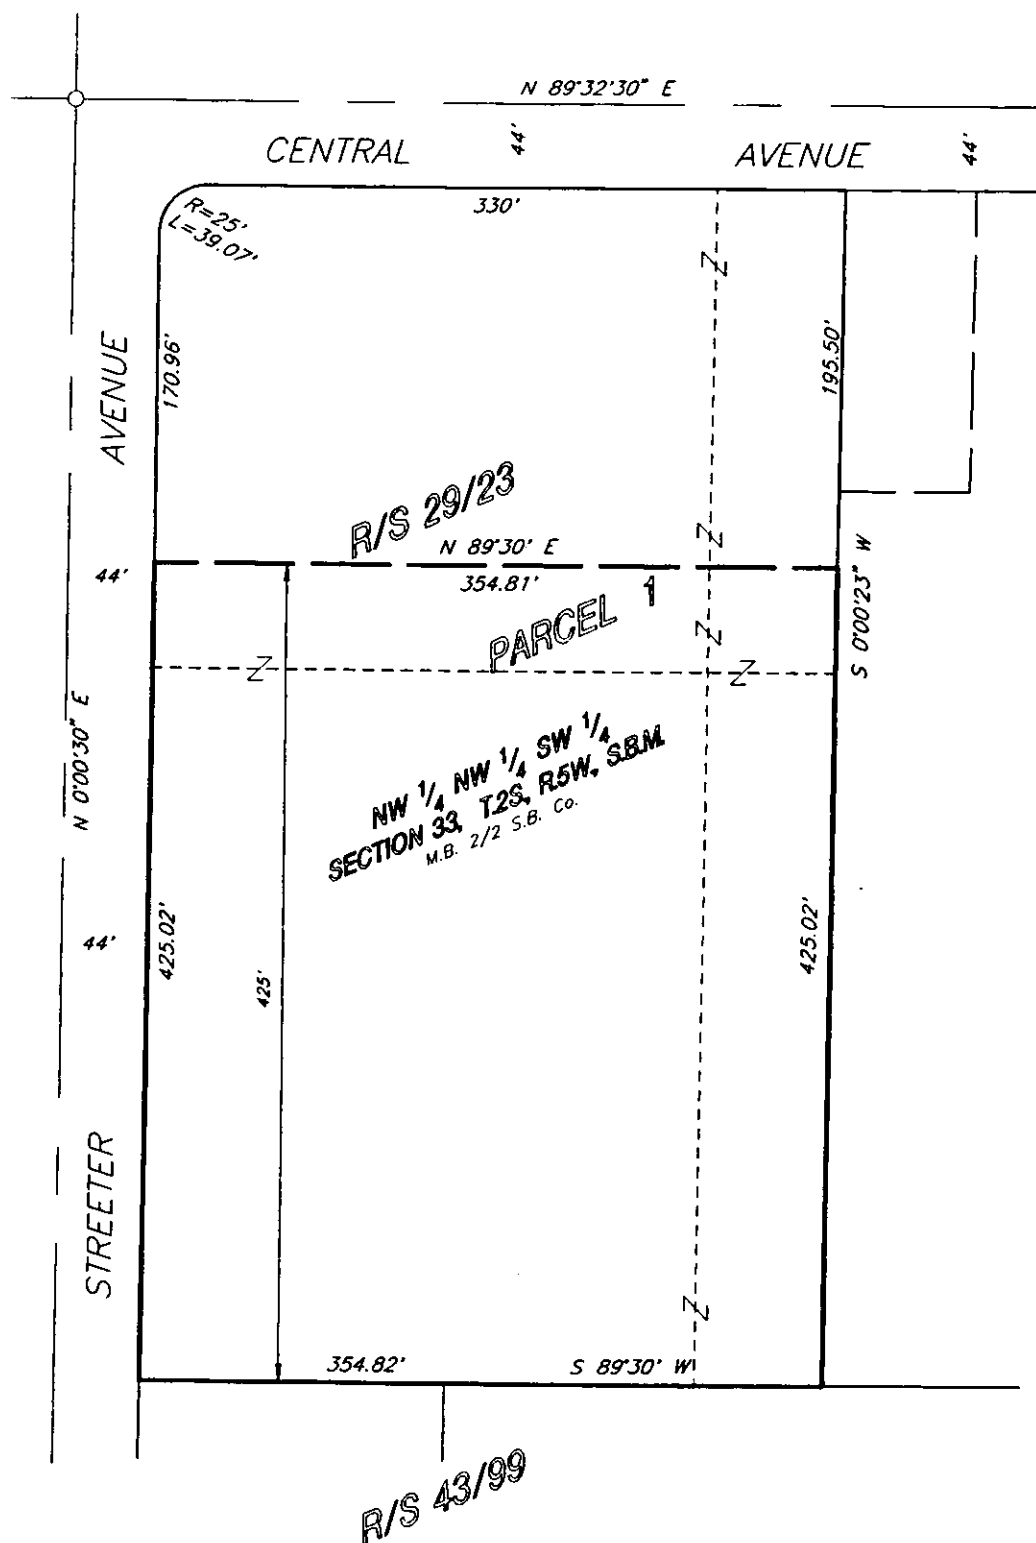 N 89°32'30" E
CENTRAL AVENUE
44'
44'
330'
R=25'
L=39.07'
AVENUE
170.96'
195.50'
R/S 29/23
N 89°30' E
44'
354.81'
S 0°00'23" W
PARCEL 1
Z
Z
Z
Z
Z
N 0°00'30" E
NW 1/4 NW 1/4 SW 1/4
SECTION 33, T.2S, R.5W, S.B.M.
M.B. 2/2 S.B. Co.
44'
425.02'
425'
425.02'
STREETER
Z
354.82'
S 89°30' W
R/S 43/99